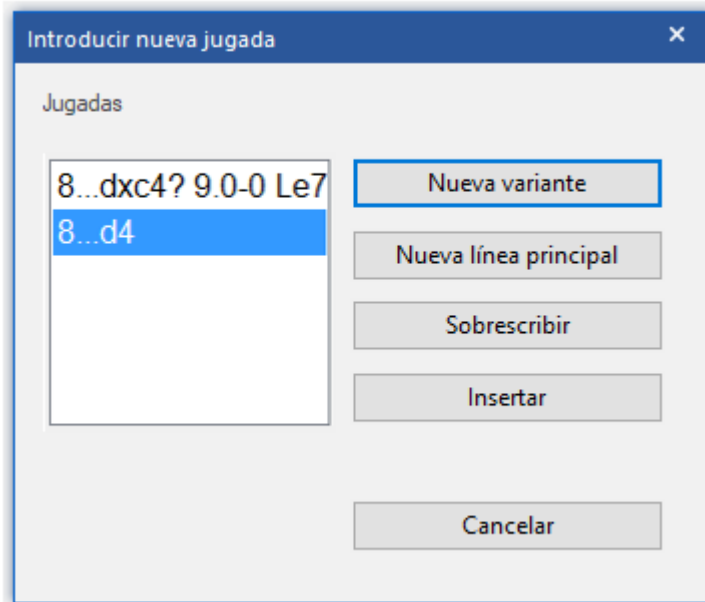 Introducir nueva jugada
Jugadas
8...dxc4? 9.0-0 Le7
8...d4
Nueva variante
Nueva línea principal
Sobrescribir
Insertar
Cancelar